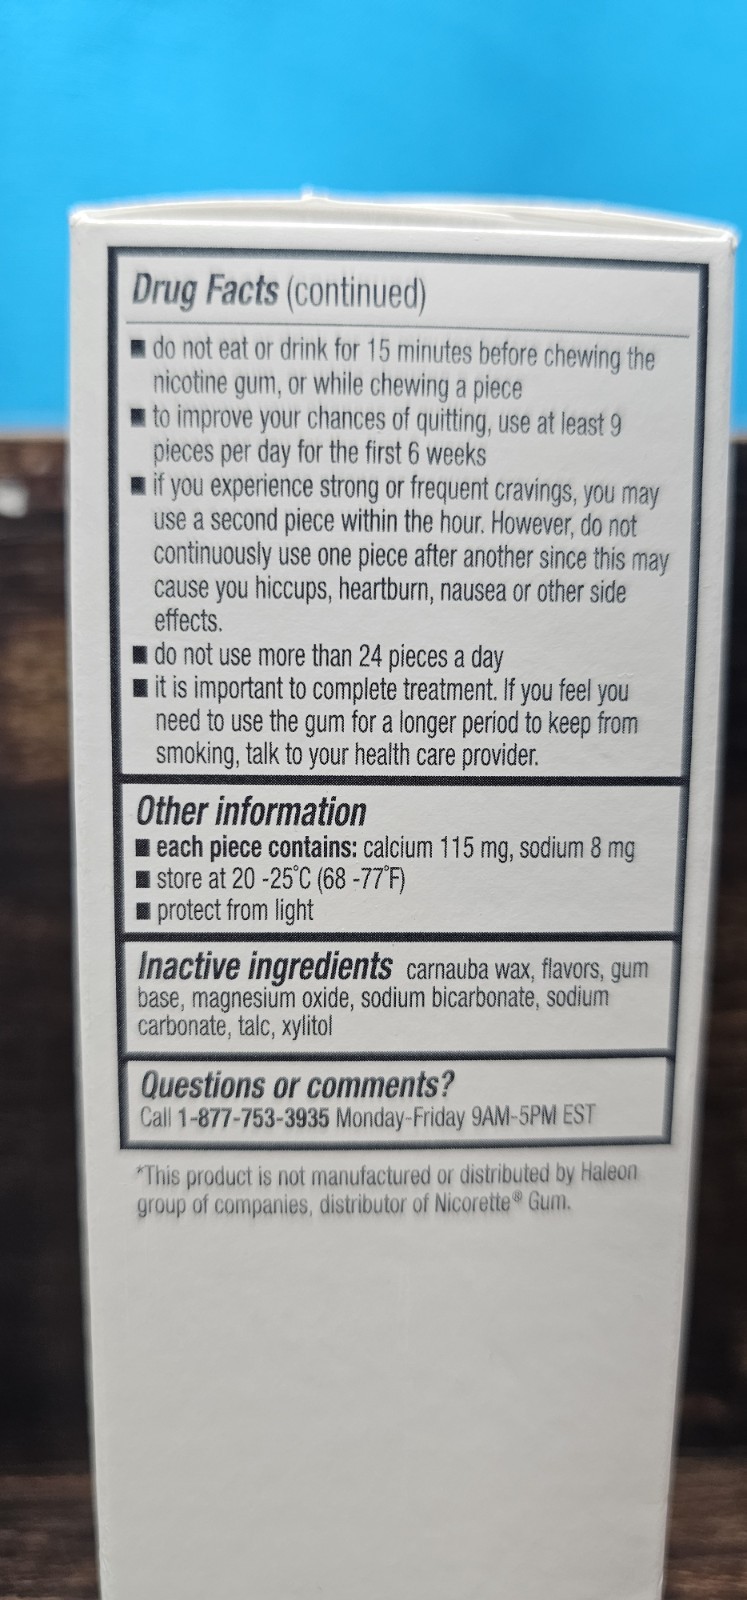 Drug Facts (continued)
■ do not eat or drink for 15 minutes before chewing the
nicotine gum, or while chewing a piece
■ to improve your chances of quitting, use at least 9
pieces per day for the first 6 weeks
■ if you experience strong or frequent cravings, you may
use a second piece within the hour. However, do not
continuously use one piece after another since this may
cause you hiccups, heartburn, nausea or other side
effects.
■ do not use more than 24 pieces a day
■ it is important to complete treatment. If you feel you
need to use the gum for a longer period to keep from
smoking, talk to your health care provider.
Other information
■ each piece contains: calcium 115 mg, sodium 8 mg
■ store at 20 -25°C (68 -77°F)
■ protect from light
Inactive ingredients carnauba wax, flavors, gum
base, magnesium oxide, sodium bicarbonate, sodium
carbonate, talc, xylitol
Questions or comments?
Call 1-877-753-3935 Monday-Friday 9AM-5PM EST
*This product is not manufactured or distributed by Haleon
group of companies, distributor of Nicorette® Gum.